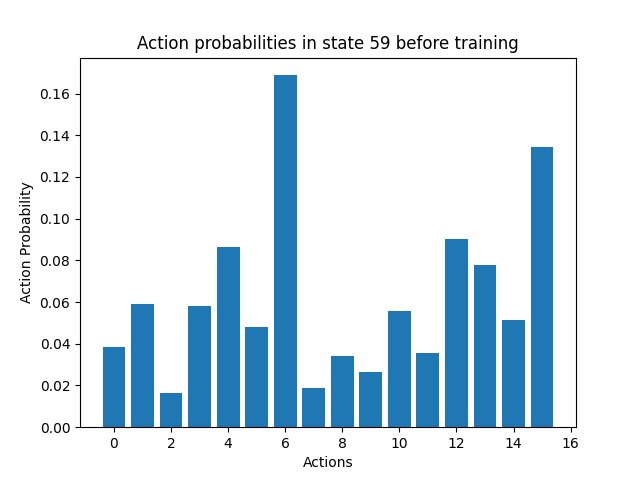 Action probabilities in state 59 before training
0.16
0.14
0.12
0.10
0.08
0.06
0.04
0.02
0.00
Action Probability
0 2 4 6 8 10 12 14 16
Actions